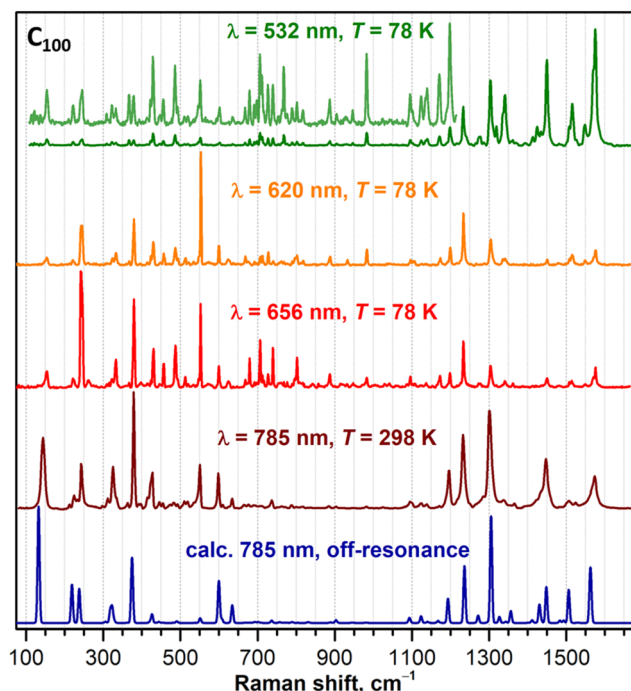 C100
λ = 532 nm, T = 78 K
λ = 620 nm, T = 78 K
λ = 656 nm, T = 78 K
λ = 785 nm, T = 298 K
calc. 785 nm, off-resonance
100 300 500 700 900 1100 1300 1500
Raman shift, cm⁻¹